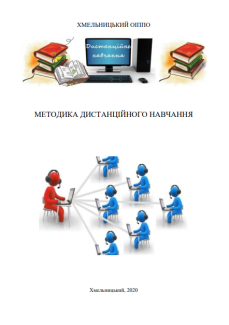 ХМЕЛЬНИЦЬКИЙ ОІППО
Дистанційне
навчання
МЕТОДИКА ДИСТАНЦІЙНОГО НАВЧАННЯ
Хмельницький, 2020